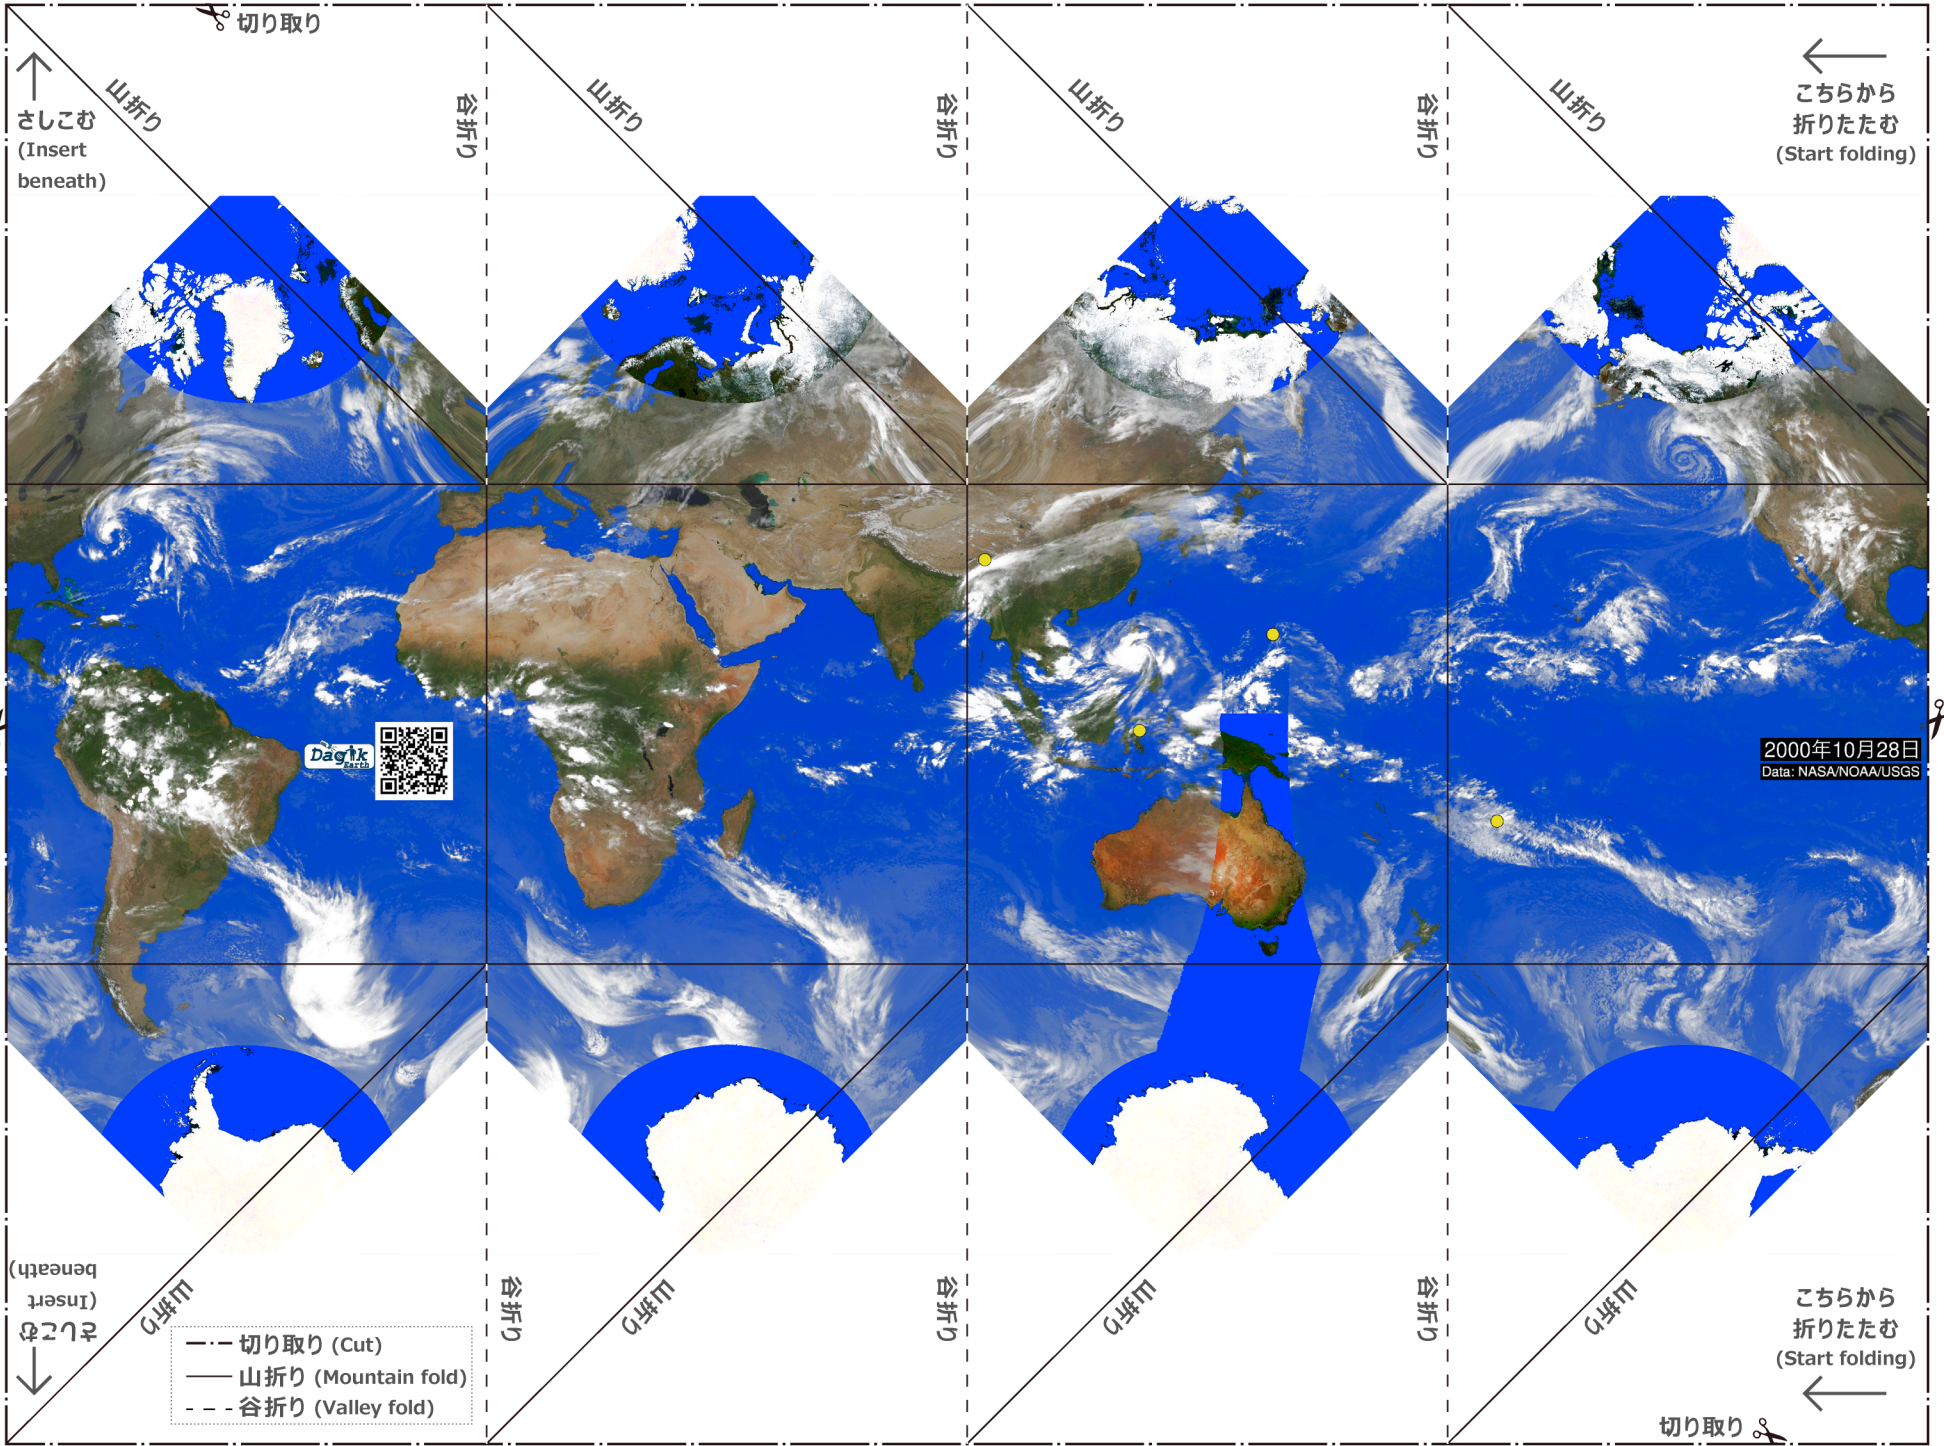 切り取り
山折り
谷折り
山折り
谷折り
山折り
谷折り
山折り
さしこむ
(Insert
beneath)
こちらから
折りたたむ
(Start folding)
Dagik
Earth
2000年10月28日
Data: NASA/NOAA/USGS
さしこむ
(Insert
beneath)
山折り
谷折り
山折り
谷折り
山折り
谷折り
山折り
こちらから
折りたたむ
(Start folding)
切り取り (Cut)
山折り (Mountain fold)
谷折り (Valley fold)
切り取り